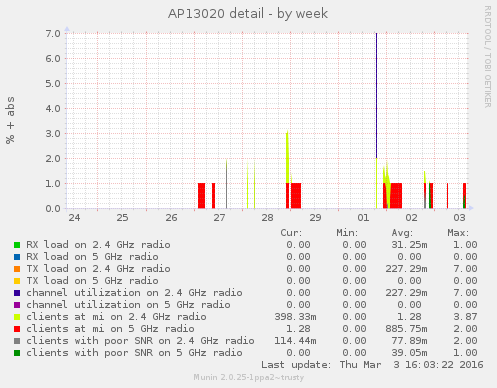 AP13020 detail - by week
RRDTOOL / TOBI OETIKER
% + abs
7.0
6.0
5.0
4.0
3.0
2.0
1.0
0.0
24 25 26 27 28 29 01 02 03
Cur: Min: Avg: Max:
RX load on 2.4 GHz radio 0.00 0.00 31.25m 1.00
RX load on 5 GHz radio 0.00 0.00 0.00 0.00
TX load on 2.4 GHz radio 0.00 0.00 227.29m 7.00
TX load on 5 GHz radio 0.00 0.00 0.00 0.00
channel utilization on 2.4 GHz radio 0.00 0.00 227.29m 7.00
channel utilization on 5 GHz radio 0.00 0.00 0.00 0.00
clients at mi on 2.4 GHz radio 398.33m 0.00 1.28 3.87
clients at mi on 5 GHz radio 1.28 0.00 885.75m 2.00
clients with poor SNR on 2.4 GHz radio 114.44m 0.00 77.89m 2.00
clients with poor SNR on 5 GHz radio 0.00 0.00 39.05m 1.00
Last update: Thu Mar 3 16:03:22 2016
Munin 2.0.25-1ppa2~trusty